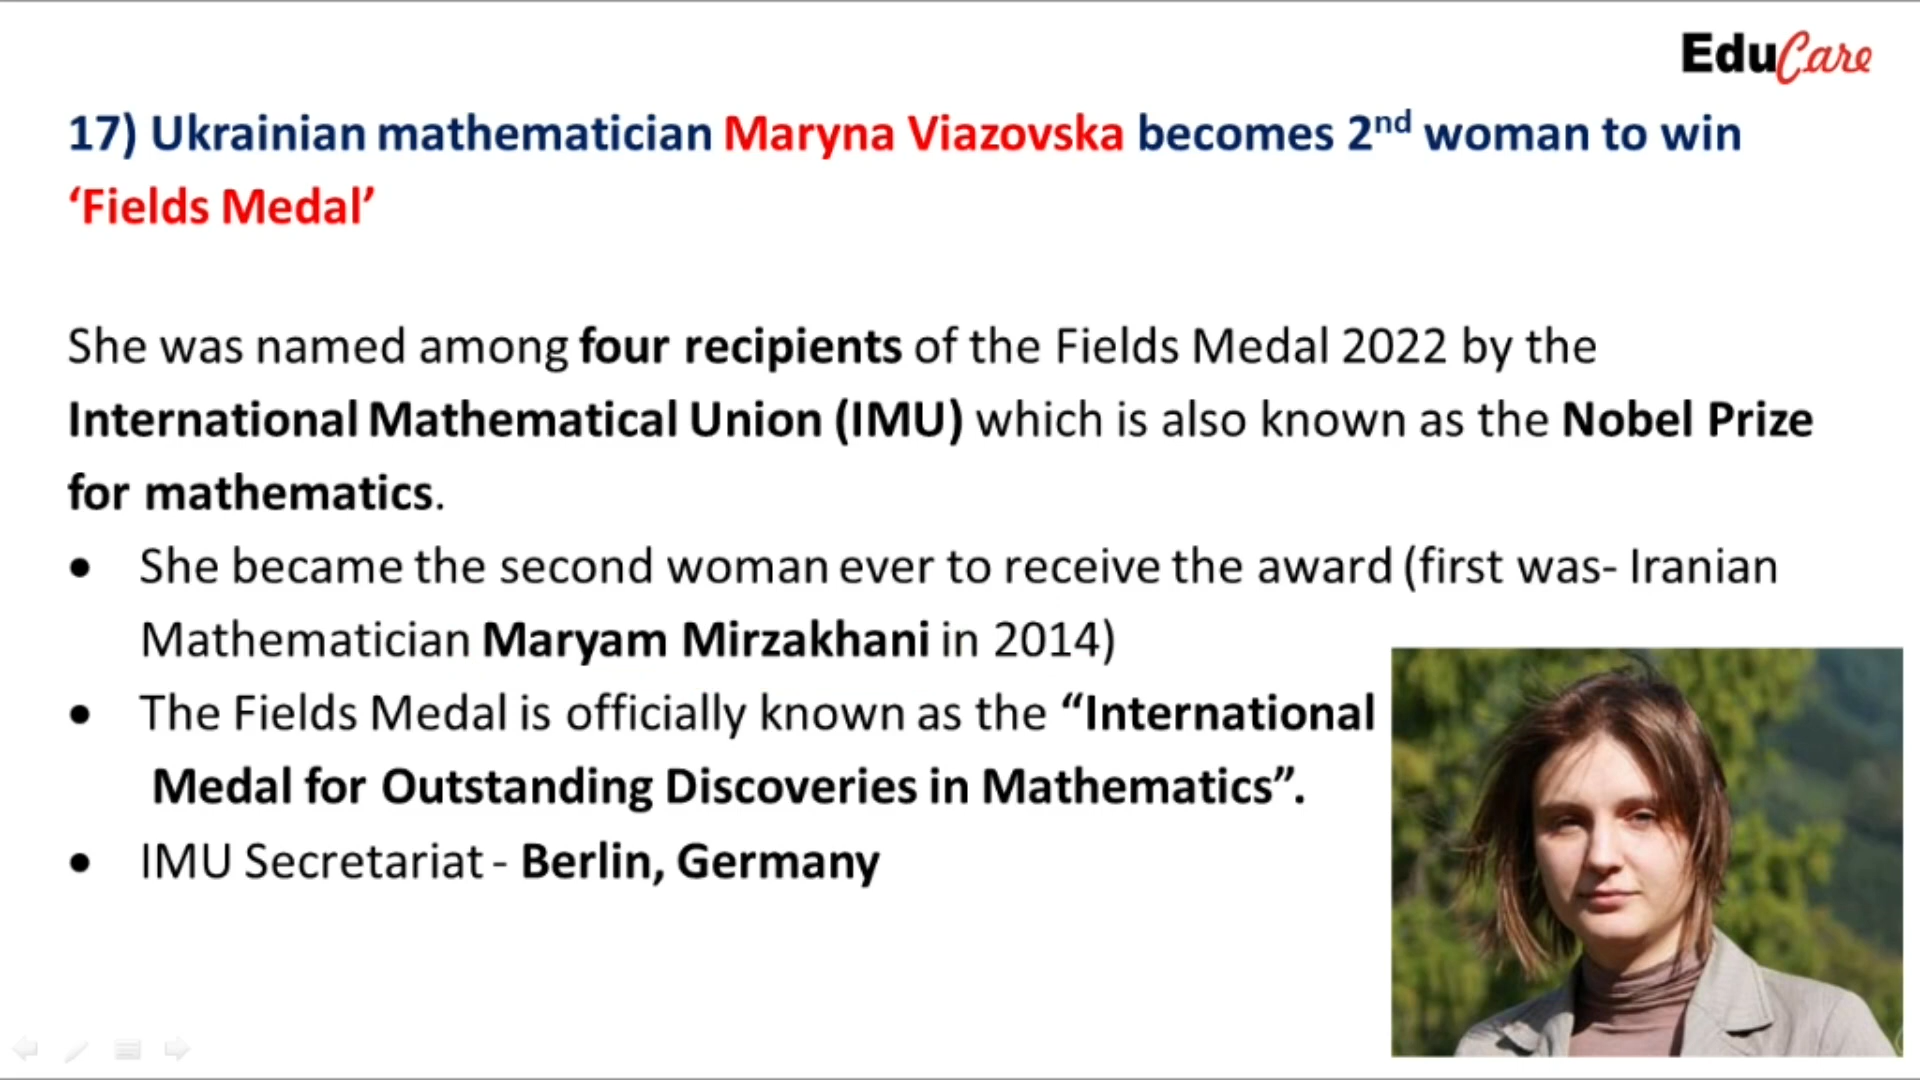 EduCare
17) Ukrainian mathematician Maryna Viazovska becomes 2nd woman to win
‘Fields Medal’
She was named among four recipients of the Fields Medal 2022 by the
International Mathematical Union (IMU) which is also known as the Nobel Prize
for mathematics.
• She became the second woman ever to receive the award (first was- Iranian
Mathematician Maryam Mirzakhani in 2014)
• The Fields Medal is officially known as the “International
Medal for Outstanding Discoveries in Mathematics”.
• IMU Secretariat - Berlin, Germany